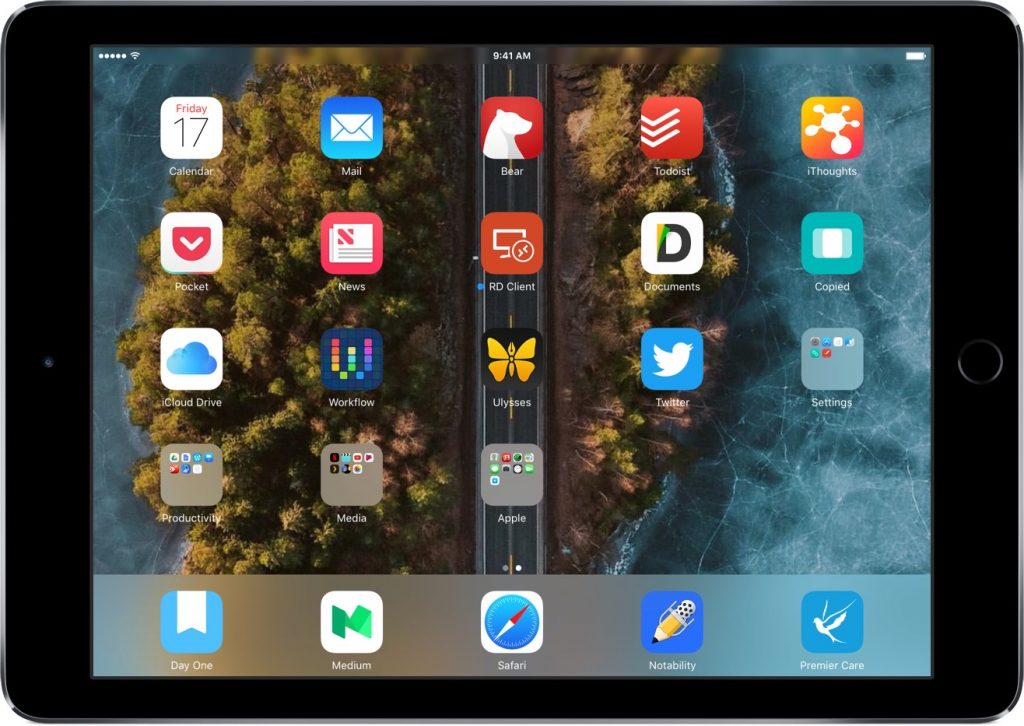 9:41 AM
Friday
17
Calendar
Mail
Bear
Todoist
iThoughts
Pocket
News
RD Client
Documents
Copied
iCloud Drive
Workflow
Ulysses
Twitter
Settings
Productivity
Media
Apple
Day One
Medium
Safari
Notability
Premier Care